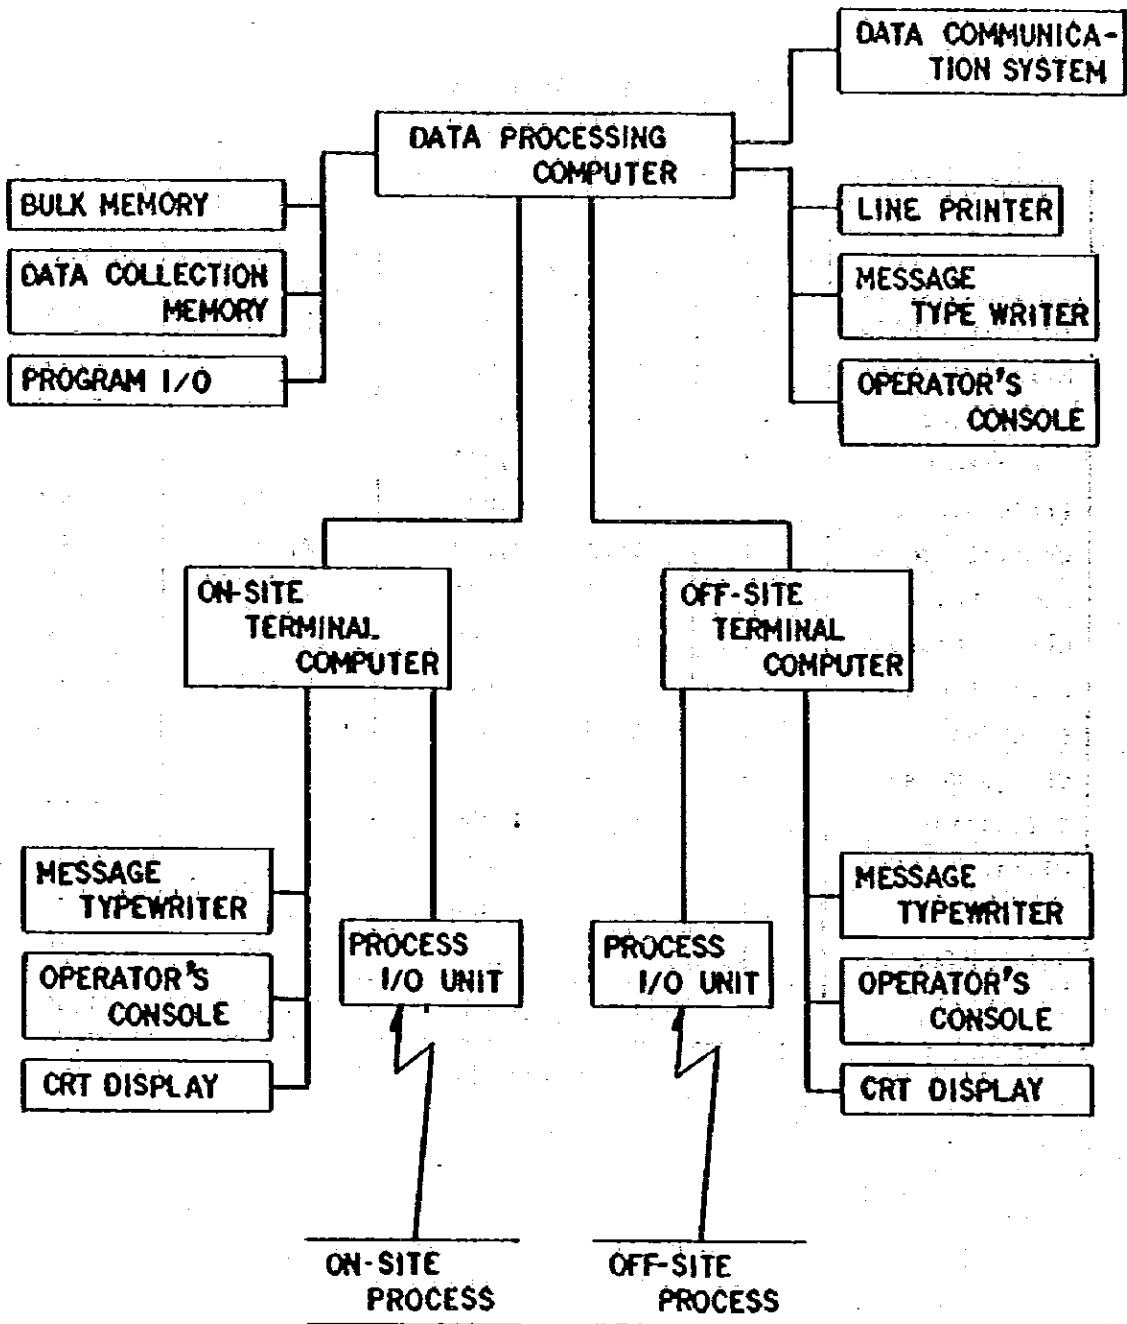 DATA COMMUNICA-
TION SYSTEM
DATA PROCESSING
COMPUTER
BULK MEMORY
DATA COLLECTION
MEMORY
PROGRAM I/O
LINE PRINTER
MESSAGE
TYPE WRITER
OPERATOR'S
CONSOLE
ON-SITE
TERMINAL
COMPUTER
OFF-SITE
TERMINAL
COMPUTER
MESSAGE
TYPEWRITER
OPERATOR'S
CONSOLE
CRT DISPLAY
PROCESS
I/O UNIT
PROCESS
I/O UNIT
MESSAGE
TYPEWRITER
OPERATOR'S
CONSOLE
CRT DISPLAY
ON-SITE
PROCESS
OFF-SITE
PROCESS